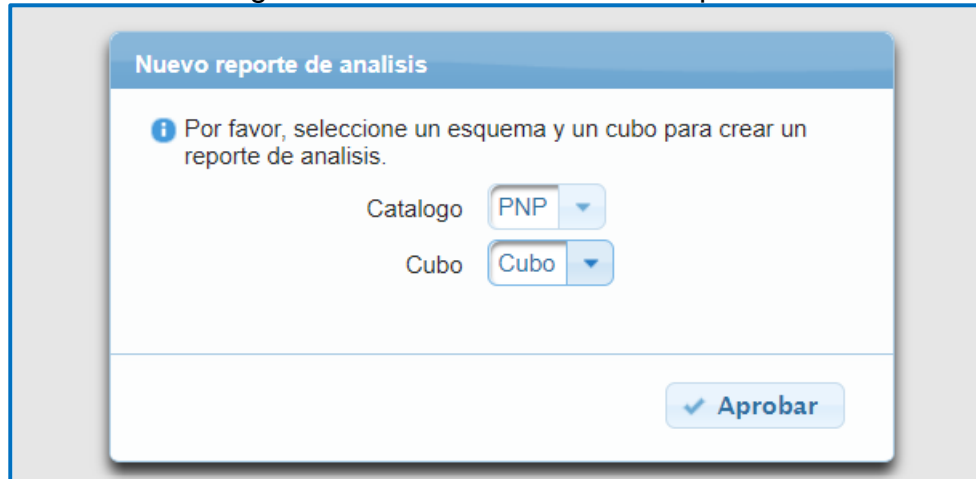 Nuevo reporte de analisis
Por favor, seleccione un esquema y un cubo para crear un
reporte de analisis.
Catalogo PNP
Cubo Cubo
Aprobar